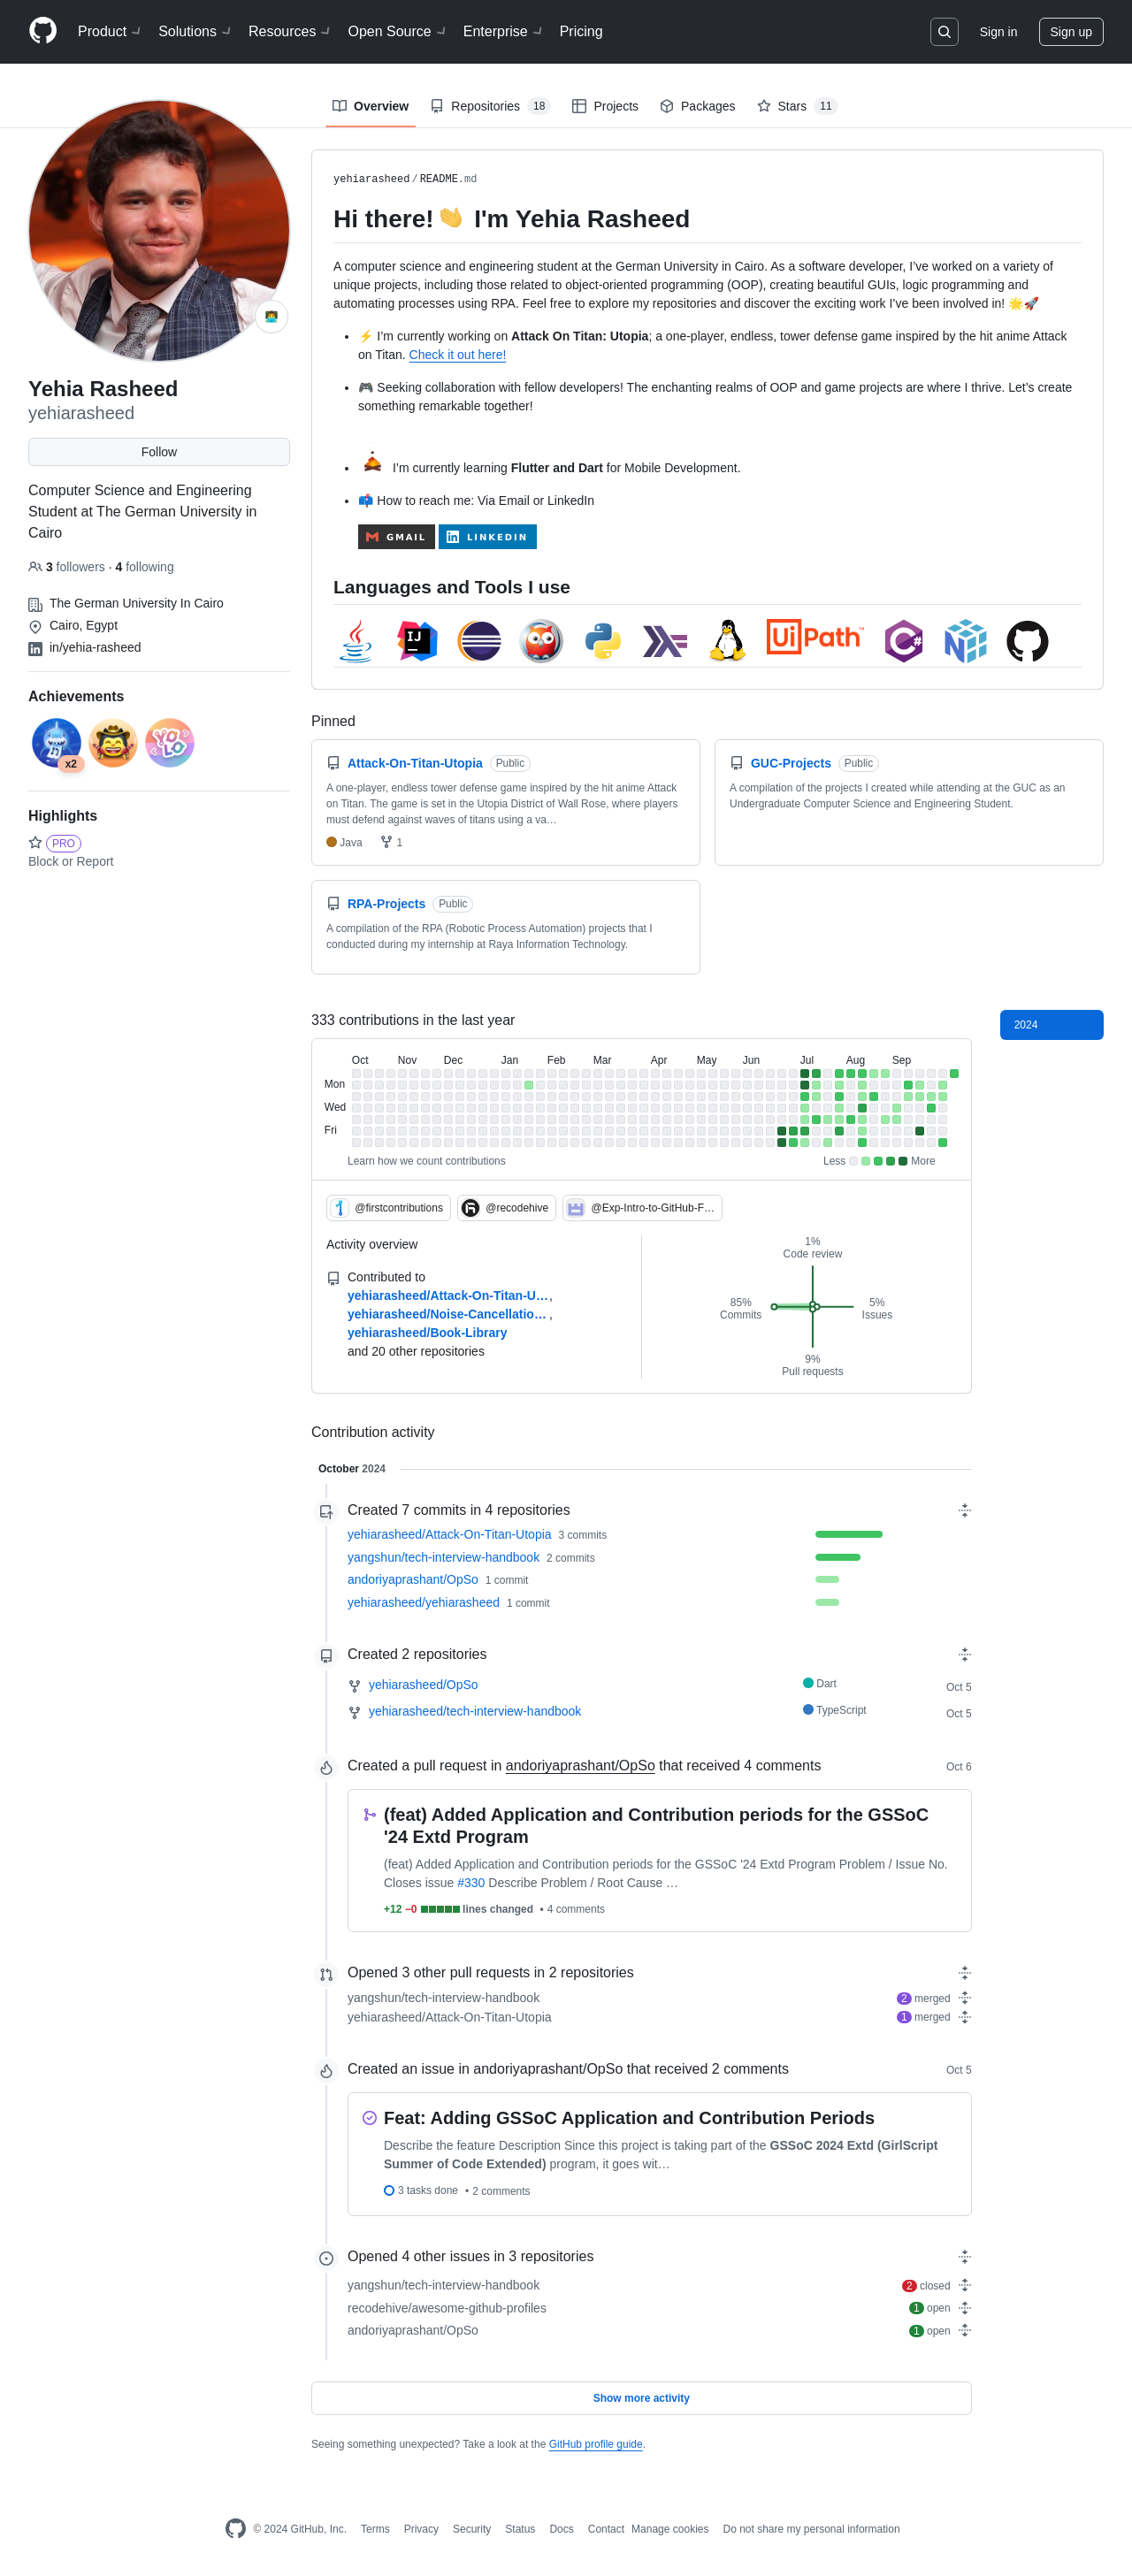 Product
Solutions
Resources
Open Source
Enterprise
Pricing
Sign in
Sign up
Overview
Repositories 18
Projects
Packages
Stars 11
Yehia Rasheed
yehiarasheed
Follow
Computer Science and Engineering
Student at The German University in
Cairo
3 followers · 4 following
The German University In Cairo
Cairo, Egypt
in/yehia-rasheed
Achievements
YOLO
x2
Highlights
PRO
Block or Report
yehiarasheed/README.md
Hi there! 👋 I'm Yehia Rasheed
A computer science and engineering student at the German University in Cairo. As a software developer, I’ve worked on a variety of
unique projects, including those related to object-oriented programming (OOP), creating beautiful GUIs, logic programming and
automating processes using RPA. Feel free to explore my repositories and discover the exciting work I’ve been involved in! 🌟🚀
• ⚡ I’m currently working on Attack On Titan: Utopia; a one-player, endless, tower defense game inspired by the hit anime Attack
on Titan. Check it out here!
• 🎮 Seeking collaboration with fellow developers! The enchanting realms of OOP and game projects are where I thrive. Let’s create
something remarkable together!
• I’m currently learning Flutter and Dart for Mobile Development.
• 📫 How to reach me: Via Email or LinkedIn
GMAIL
LINKEDIN
Languages and Tools I use
IJ
UiPath™
C#
Pinned
Attack-On-Titan-Utopia Public
A one-player, endless tower defense game inspired by the hit anime Attack
on Titan. The game is set in the Utopia District of Wall Rose, where players
must defend against waves of titans using a va…
Java 1
GUC-Projects Public
A compilation of the projects I created while attending at the GUC as an
Undergraduate Computer Science and Engineering Student.
RPA-Projects Public
A compilation of the RPA (Robotic Process Automation) projects that I
conducted during my internship at Raya Information Technology.
333 contributions in the last year
2024
Oct Nov Dec Jan Feb Mar Apr May Jun Jul Aug Sep
Mon
Wed
Fri
Learn how we count contributions
Less More
@firstcontributions
@recodehive
@Exp-Intro-to-GitHub-F…
Activity overview
Contributed to
yehiarasheed/Attack-On-Titan-U…,
yehiarasheed/Noise-Cancellatio… ,
yehiarasheed/Book-Library
and 20 other repositories
1%
Code review
85%
Commits
5%
Issues
9%
Pull requests
Contribution activity
October 2024
Created 7 commits in 4 repositories
yehiarasheed/Attack-On-Titan-Utopia 3 commits
yangshun/tech-interview-handbook 2 commits
andoriyaprashant/OpSo 1 commit
yehiarasheed/yehiarasheed 1 commit
Created 2 repositories
yehiarasheed/OpSo Dart Oct 5
yehiarasheed/tech-interview-handbook TypeScript Oct 5
Created a pull request in andoriyaprashant/OpSo that received 4 comments Oct 6
(feat) Added Application and Contribution periods for the GSSoC
'24 Extd Program
(feat) Added Application and Contribution periods for the GSSoC '24 Extd Program Problem / Issue No.
Closes issue #330 Describe Problem / Root Cause …
+12 −0 lines changed • 4 comments
Opened 3 other pull requests in 2 repositories
yangshun/tech-interview-handbook 2 merged
yehiarasheed/Attack-On-Titan-Utopia 1 merged
Created an issue in andoriyaprashant/OpSo that received 2 comments Oct 5
Feat: Adding GSSoC Application and Contribution Periods
Describe the feature Description Since this project is taking part of the GSSoC 2024 Extd (GirlScript
Summer of Code Extended) program, it goes wit…
3 tasks done • 2 comments
Opened 4 other issues in 3 repositories
yangshun/tech-interview-handbook 2 closed
recodehive/awesome-github-profiles 1 open
andoriyaprashant/OpSo 1 open
Show more activity
Seeing something unexpected? Take a look at the GitHub profile guide.
© 2024 GitHub, Inc.
Terms
Privacy
Security
Status
Docs
Contact
Manage cookies
Do not share my personal information